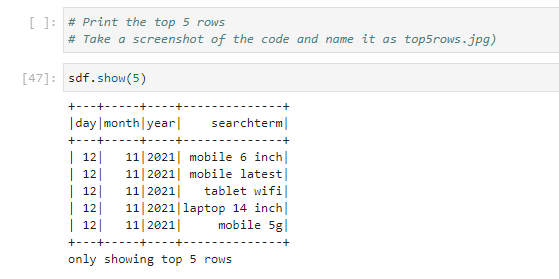 [ ]: # Print the top 5 rows
# Take a screenshot of the code and name it as top5rows.jpg)
[47]: sdf.show(5)
+---+-----+----+--------------+
|day|month|year|    searchterm|
+---+-----+----+--------------+
| 12|   11|2021| mobile 6 inch|
| 12|   11|2021| mobile latest|
| 12|   11|2021|   tablet wifi|
| 12|   11|2021|laptop 14 inch|
| 12|   11|2021|     mobile 5g|
+---+-----+----+--------------+
only showing top 5 rows